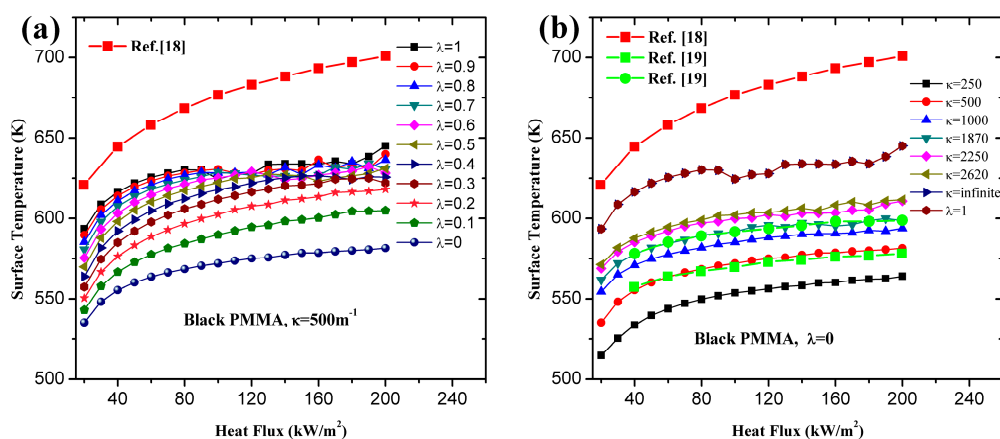 (a)
Surface Temperature (K)
700
650
600
550
500
40 80 120 160 200
Heat Flux (kW/m²)
Ref.[18]
λ=1
λ=0.9
λ=0.8
λ=0.7
λ=0.6
λ=0.5
λ=0.4
λ=0.3
λ=0.2
λ=0.1
λ=0
Black PMMA, κ=500m⁻¹
(b)
Surface Temperature (K)
700
650
600
550
500
40 80 120 160 200
Heat Flux (kW/m²)
Ref. [18]
Ref. [19]
Ref. [19]
κ=250
κ=500
κ=1000
κ=1870
κ=2250
κ=2620
κ=infinite
λ=1
Black PMMA, λ=0